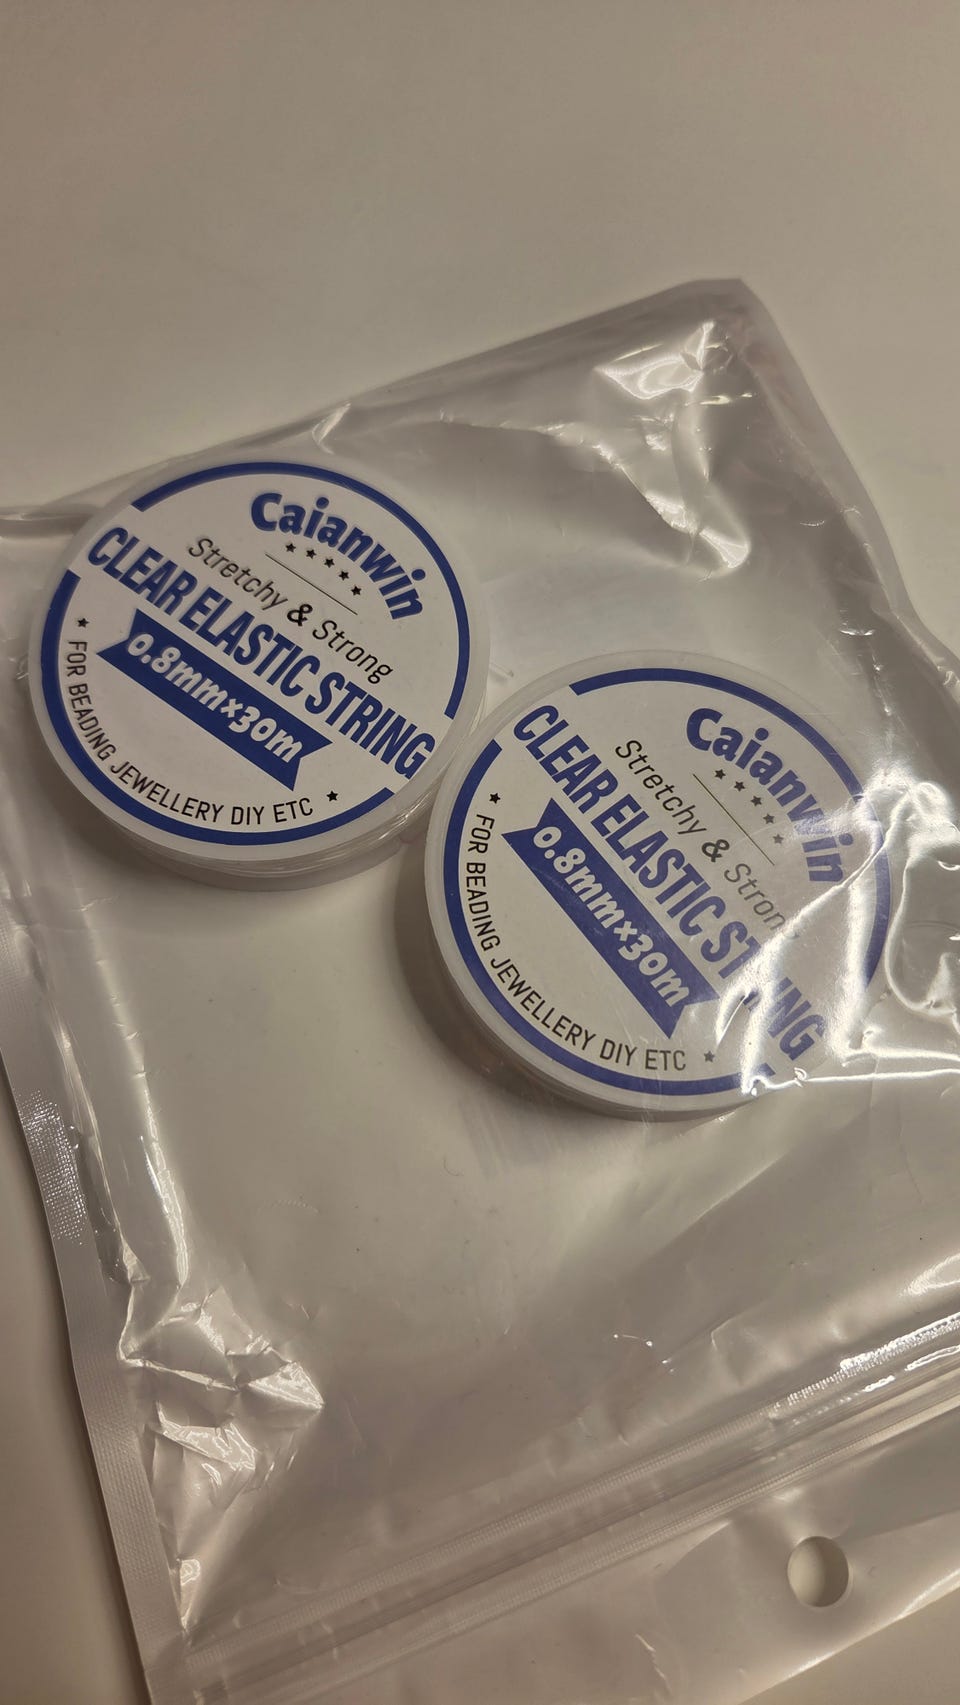 Caianwin
Stretchy & Strong
CLEAR ELASTIC STRING
0.8mm×30m
FOR BEADING JEWELLERY DIY ETC
Caianwin
Stretchy & Strong
CLEAR ELASTIC STRING
0.8mm×30m
FOR BEADING JEWELLERY DIY ETC